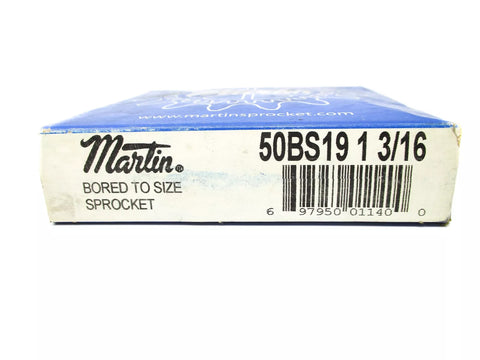 www.martinsprocket.com
Martin®
BORED TO SIZE
SPROCKET
50BS19 1 3/16
6 97950 01140 0